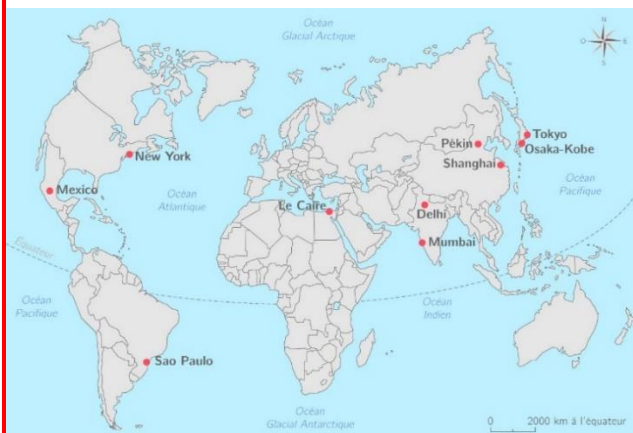 Océan
Glacial Arctique
N
O
E
S
Tokyo
Pékin
Osaka-Kobe
New York
Shanghai
Océan
Pacifique
Mexico
Océan
Atlantique
Le Caire
Delhi
Mumbai
Équateur
Océan
Pacifique
Océan
Indien
Sao Paulo
Océan
Glacial Antarctique
0 2000 km à l'équateur